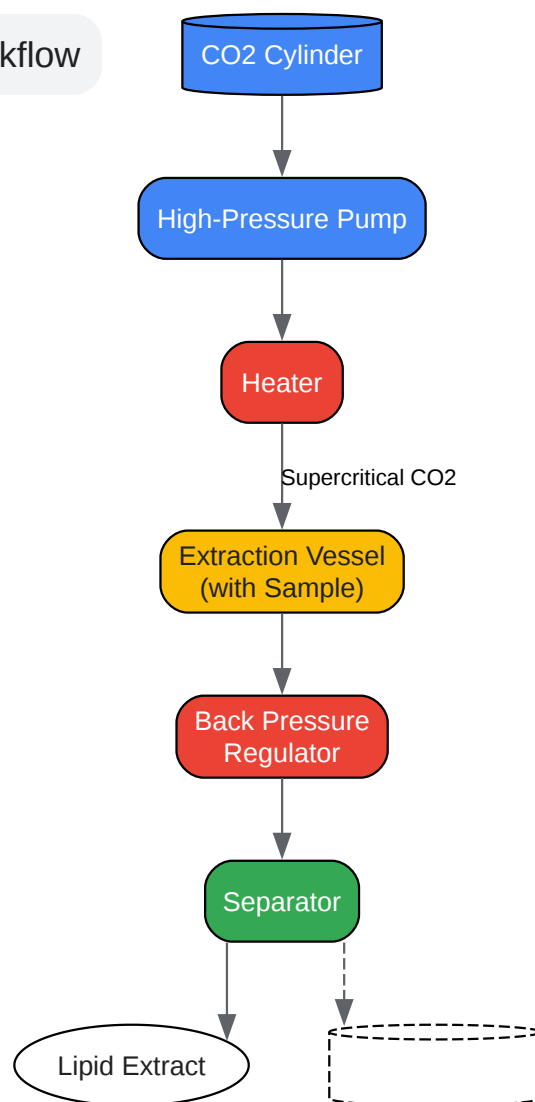 kflow
CO2 Cylinder
High-Pressure Pump
Heater
Supercritical CO2
Extraction Vessel
(with Sample)
Back Pressure
Regulator
Separator
Lipid Extract